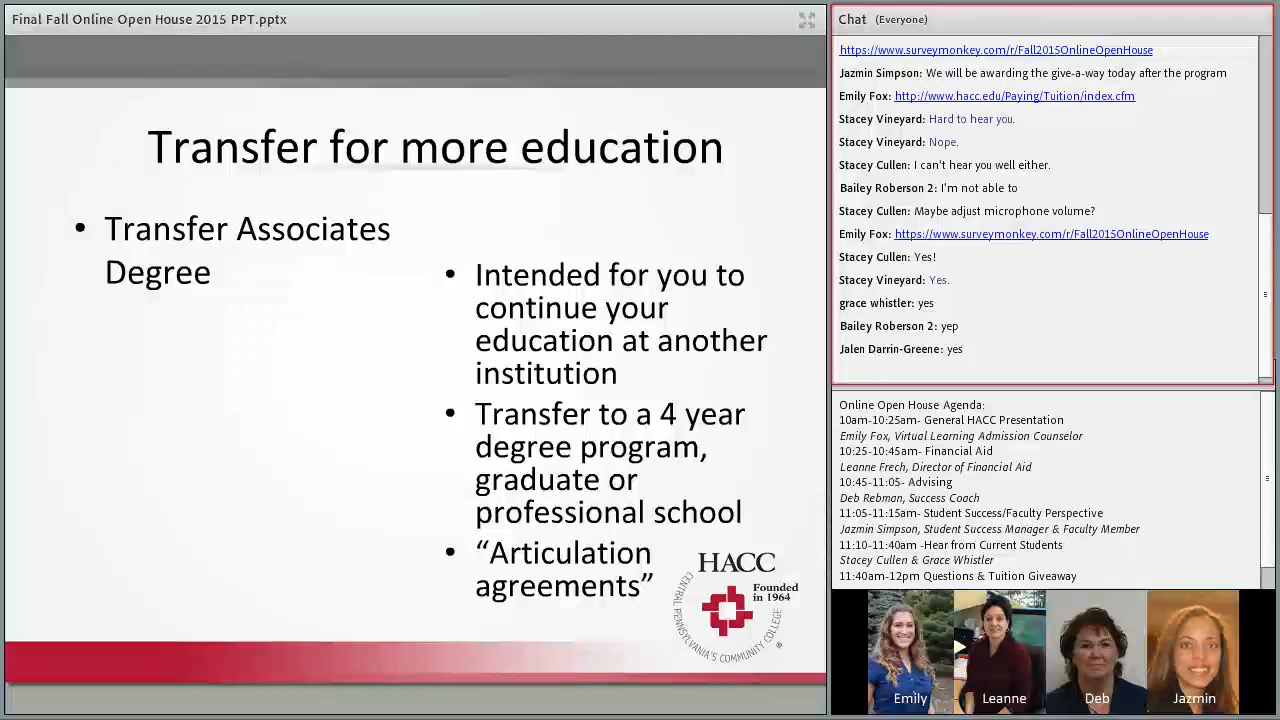 Final Fall Online Open House 2015 PPT.pptx
Transfer for more education
• Transfer Associates
Degree
• Intended for you to
continue your
education at another
institution
• Transfer to a 4 year
degree program,
graduate or
professional school
• “Articulation
agreements”
HACC
Founded
in 1964
CENTRAL PENNSYLVANIA'S COMMUNITY COLLEGE
®
Chat (Everyone)
https://www.surveymonkey.com/r/Fall2015OnlineOpenHouse
Jazmin Simpson: We will be awarding the give-a-way today after the program
Emily Fox: http://www.hacc.edu/Paying/Tuition/index.cfm
Stacey Vineyard: Hard to hear you.
Stacey Vineyard: Nope.
Stacey Cullen: I can't hear you well either.
Bailey Roberson 2: I'm not able to
Stacey Cullen: Maybe adjust microphone volume?
Emily Fox: https://www.surveymonkey.com/r/Fall2015OnlineOpenHouse
Stacey Cullen: Yes!
Stacey Vineyard: Yes.
grace whistler: yes
Bailey Roberson 2: yep
Jalen Darrin-Greene: yes
Online Open House Agenda:
10am-10:25am- General HACC Presentation
Emily Fox, Virtual Learning Admission Counselor
10:25-10:45am- Financial Aid
Leanne Frech, Director of Financial Aid
10:45-11:05- Advising
Deb Rebman, Success Coach
11:05-11:15am- Student Success/Faculty Perspective
Jazmin Simpson, Student Success Manager & Faculty Member
11:10-11:40am -Hear from Current Students
Stacey Cullen & Grace Whistler
11:40am-12pm Questions & Tuition Giveaway
Emily
Leanne
Deb
Jazmin